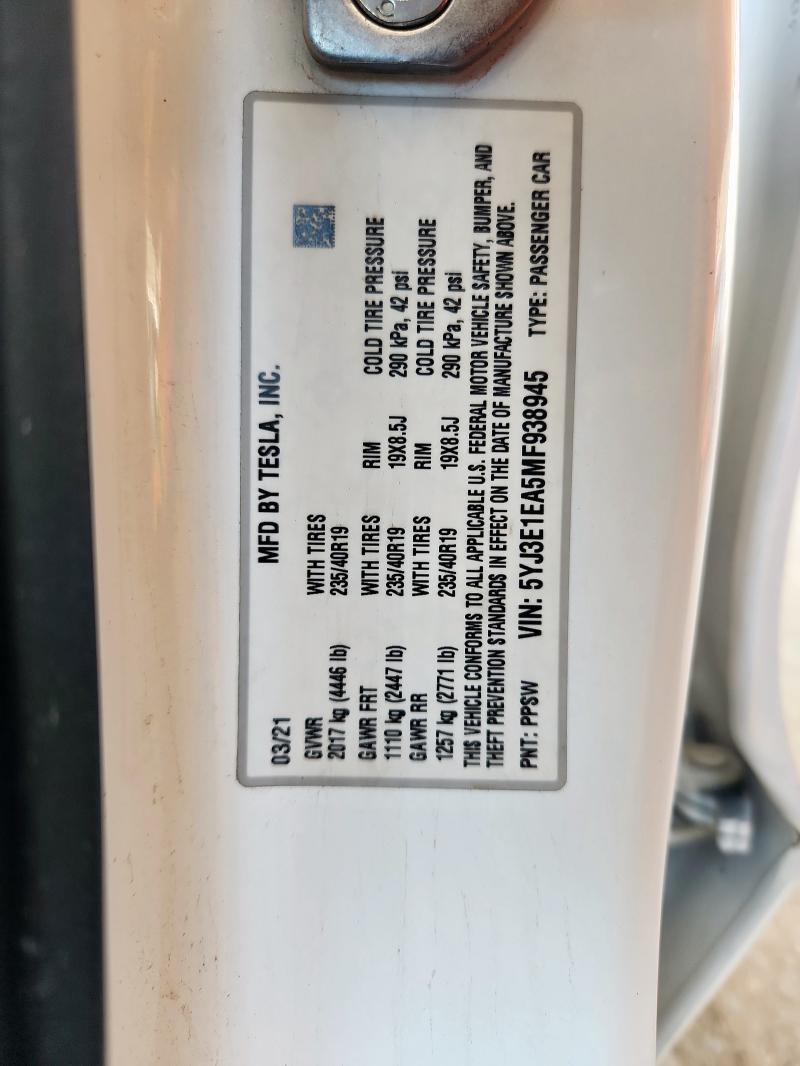 03/21 MFD BY TESLA, INC.
GVWR WITH TIRES
2017 kg (4446 lb) 235/40R19
GAWR FRT WITH TIRES RIM COLD TIRE PRESSURE
1110 kg (2447 lb) 235/40R19 19X8.5J 290 kPa, 42 psi
GAWR RR WITH TIRES RIM COLD TIRE PRESSURE
1257 kg (2771 lb) 235/40R19 19X8.5J 290 kPa, 42 psi
THIS VEHICLE CONFORMS TO ALL APPLICABLE U.S. FEDERAL MOTOR VEHICLE SAFETY, BUMPER, AND
THEFT PREVENTION STANDARDS IN EFFECT ON THE DATE OF MANUFACTURE SHOWN ABOVE.
PNT: PPSW VIN: 5YJ3E1EA5MF938945 TYPE: PASSENGER CAR